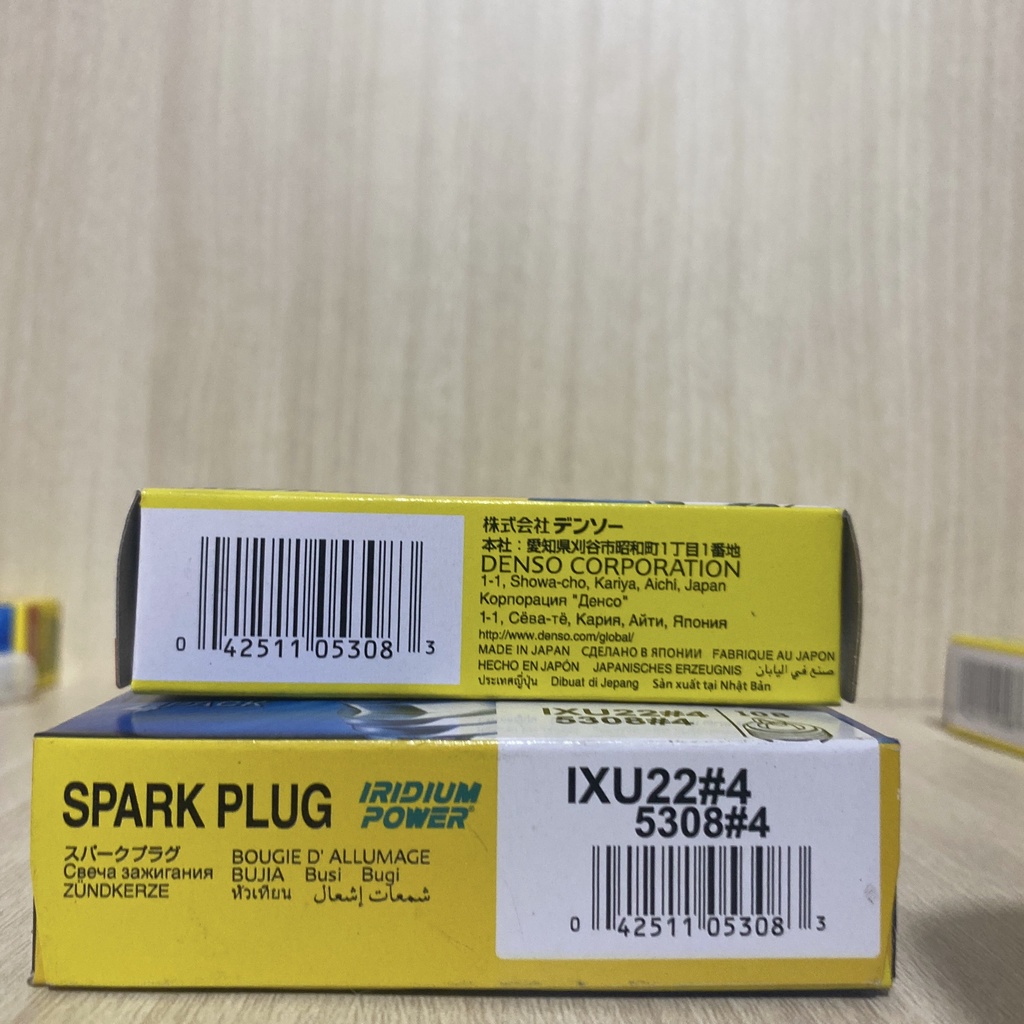 株式会社 デンソー
本社：愛知県刈谷市昭和町1丁目1番地
DENSO CORPORATION
1-1, Showa-cho, Kariya, Aichi, Japan
Корпорация "Денсо"
1-1, Сёва-тё, Кария, Айти, Япония
http://www.denso.com/global/
MADE IN JAPAN СДЕЛАНО В ЯПОНИИ FABRIQUE AU JAPON
HECHO EN JAPÓN JAPANISCHES ERZEUGNIS صنع في اليابان
ประเทศญี่ปุ่น Dibuat di Jepang Sản xuất tại Nhật Bản
0 42511 05308 3
IXU22#4
5308#4
SPARK PLUG IRIDIUM POWER®
スパークプラグ
Свеча зажигания
ZÜNDKERZE
BOUGIE D' ALLUMAGE
BUJIA Busi Bugi
หัวเทียน شمعات إشعال
IXU22#4
5308#4
0 42511 05308 3